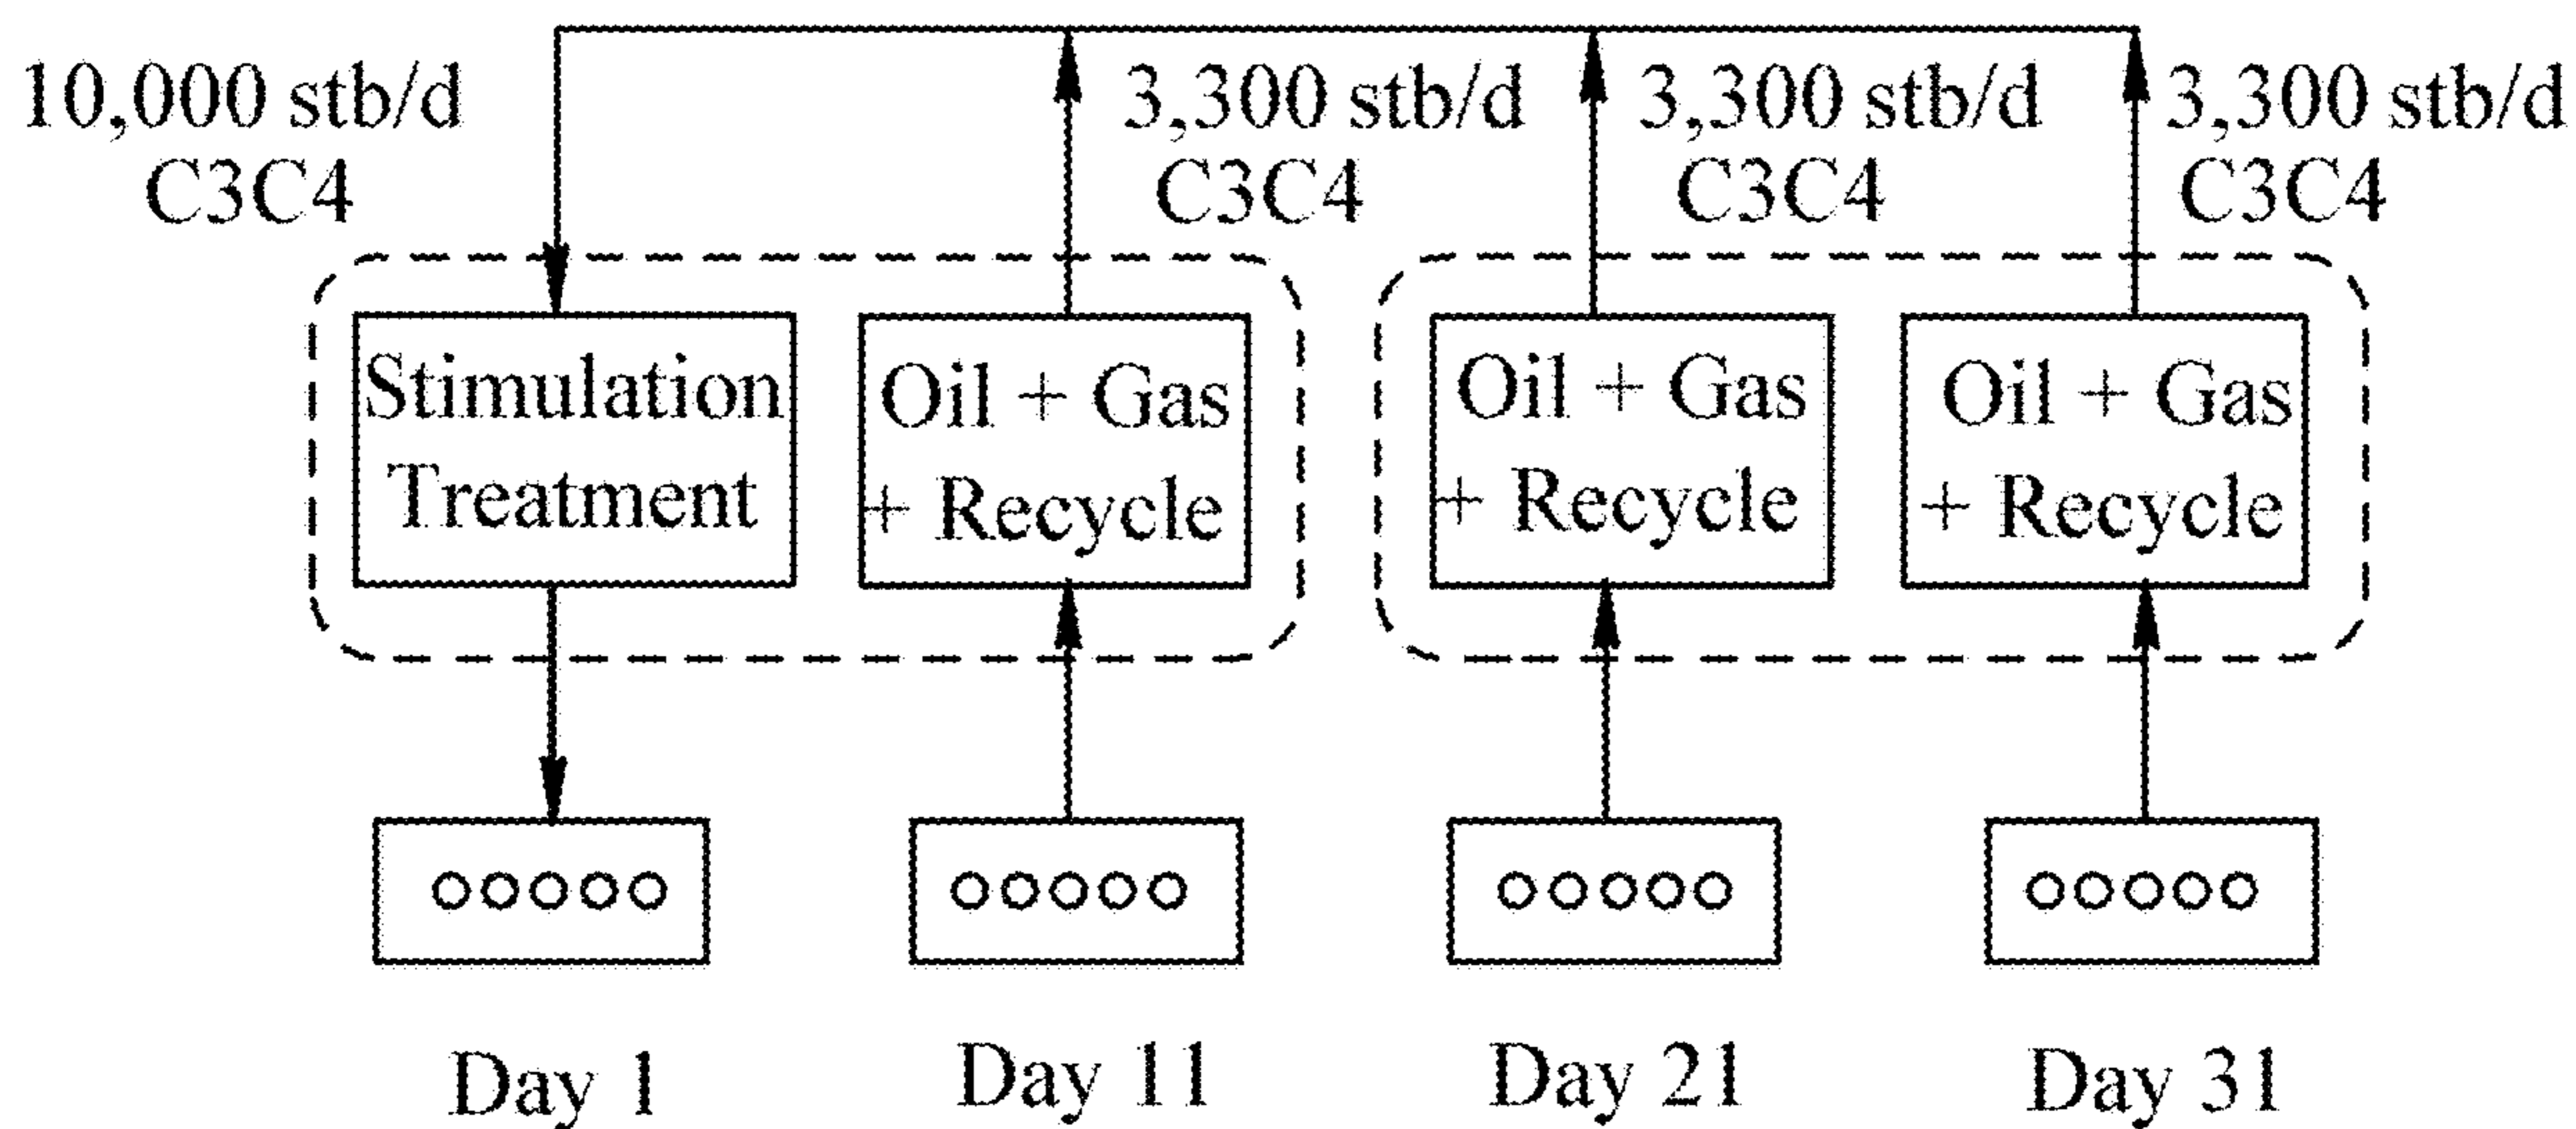 10,000 stb/d
C3C4
3,300 stb/d
C3C4
3,300 stb/d
C3C4
3,300 stb/d
C3C4
Stimulation
Treatment
Oil + Gas
+ Recycle
Oil + Gas
+ Recycle
Oil + Gas
+ Recycle
Day 1
Day 11
Day 21
Day 31